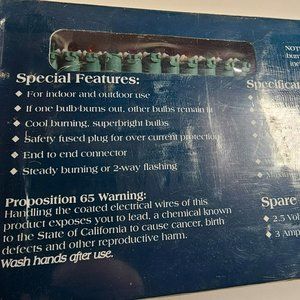 NOT
Special Features:
For indoor and outdoor use
If one bulb burns out, other bulbs remain lit
Cool burning, superbright bulbs
Safety fused plug for over current protection
End to end connector
Steady burning or 2-way flashing
Proposition 65 Warning:
Handling the coated electrical wires of this
product exposes you to lead, a chemical known
to the State of California to cause cancer, birth
defects and other reproductive harm.
Wash hands after use.
Specificat
Maximum
Spare
2.5 Vol
3 Amp